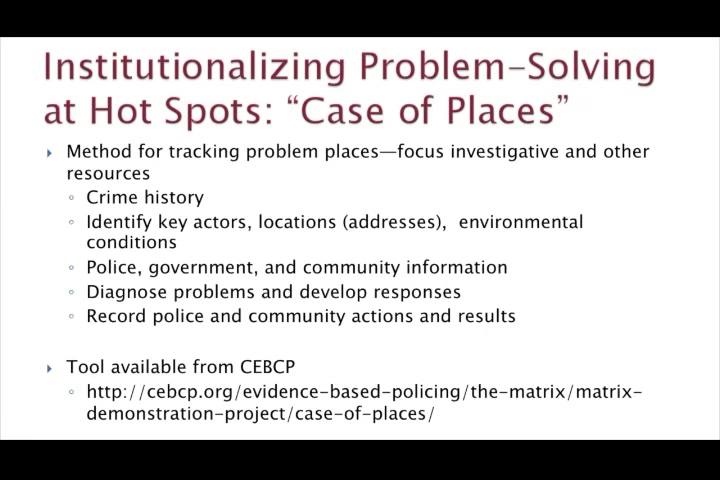 Institutionalizing Problem-Solving
at Hot Spots: “Case of Places”
Method for tracking problem places—focus investigative and other
resources
Crime history
Identify key actors, locations (addresses), environmental
conditions
Police, government, and community information
Diagnose problems and develop responses
Record police and community actions and results
Tool available from CEBCP
http://cebcp.org/evidence-based-policing/the-matrix/matrix-
demonstration-project/case-of-places/